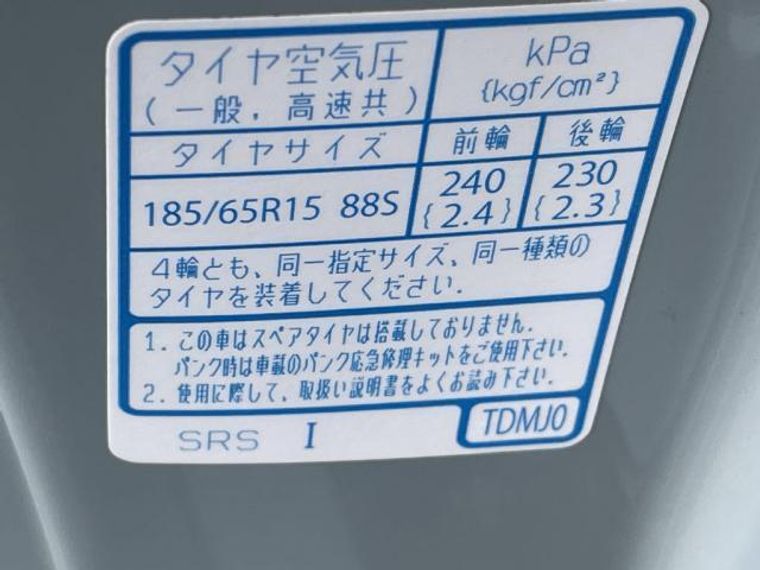 タイヤ空気圧
(一般，高速共)
kPa
{kgf/cm²}
タイヤサイズ
前輪
後輪
185/65R15 88S
240
{2.4}
230
{2.3}
4輪とも、同一指定サイズ、同一種類の
タイヤを装着してください.
1. この車はスペアタイヤは搭載しておりません.
パンク時は車載のパンク応急修理キットをご使用下さい.
2. 使用に際して、取扱い説明書をよくお読み下さい.
SRS I
TDMJ0